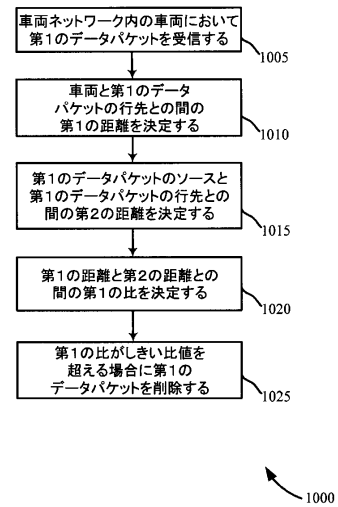 車両ネットワーク内の車両において
第1のデータパケットを受信する
1005
車両と第1のデータ
パケットの行先との間の
第1の距離を決定する
1010
第1のデータパケットのソースと
第1のデータパケットの行先との
間の第2の距離を決定する
1015
第1の距離と第2の距離との
間の第1の比を決定する
1020
第1の比がしきい比値を
超える場合に第1の
データパケットを削除する
1025
1000